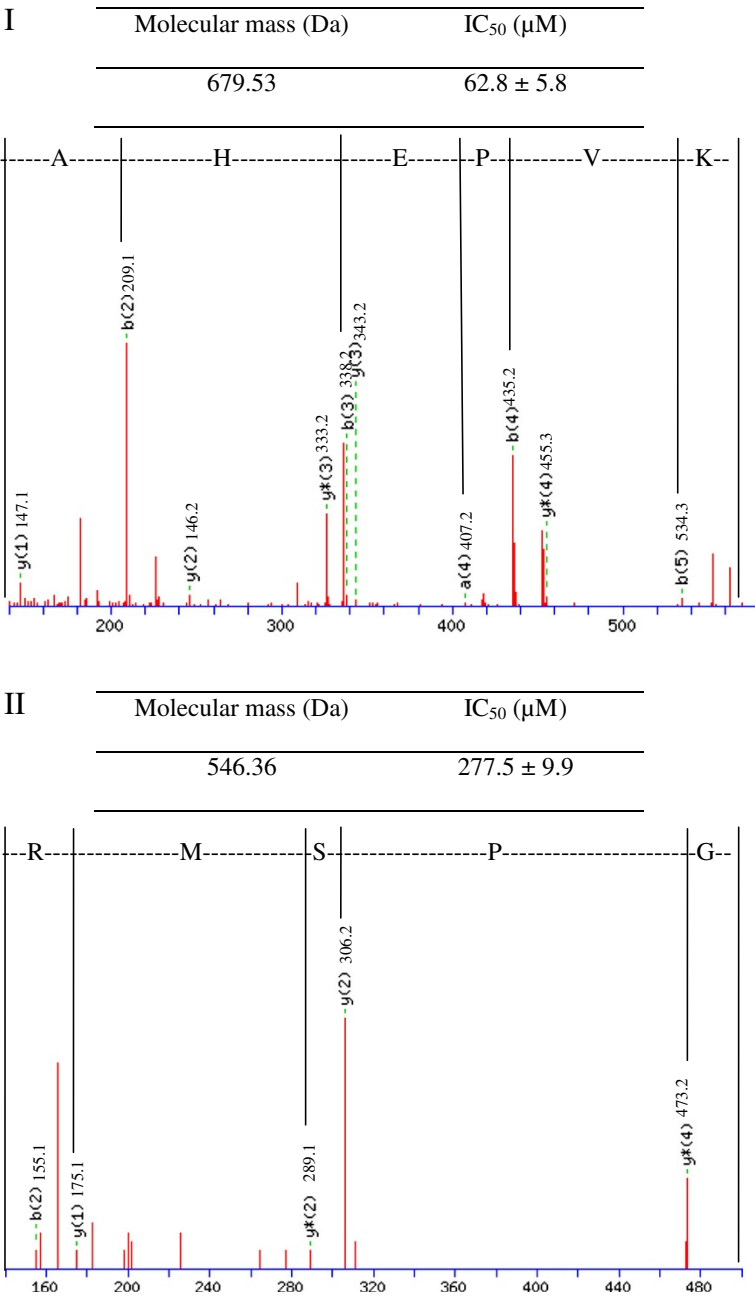 I
Molecular mass (Da) IC50 (µM)
679.53 62.8 ± 5.8
A H E P V K
y(1) 147.1
b(2) 209.1
y(2) 146.2
y*(3) 333.2
b(3) 338.2
y(3) 343.2
a(4) 407.2
b(4) 435.2
y*(4) 455.3
b(5) 534.3
200 300 400 500
II
Molecular mass (Da) IC50 (µM)
546.36 277.5 ± 9.9
R M S P G
b(2) 155.1
y(1) 175.1
y*(2) 289.1
y(2) 306.2
y*(4) 473.2
160 200 240 280 320 360 400 440 480